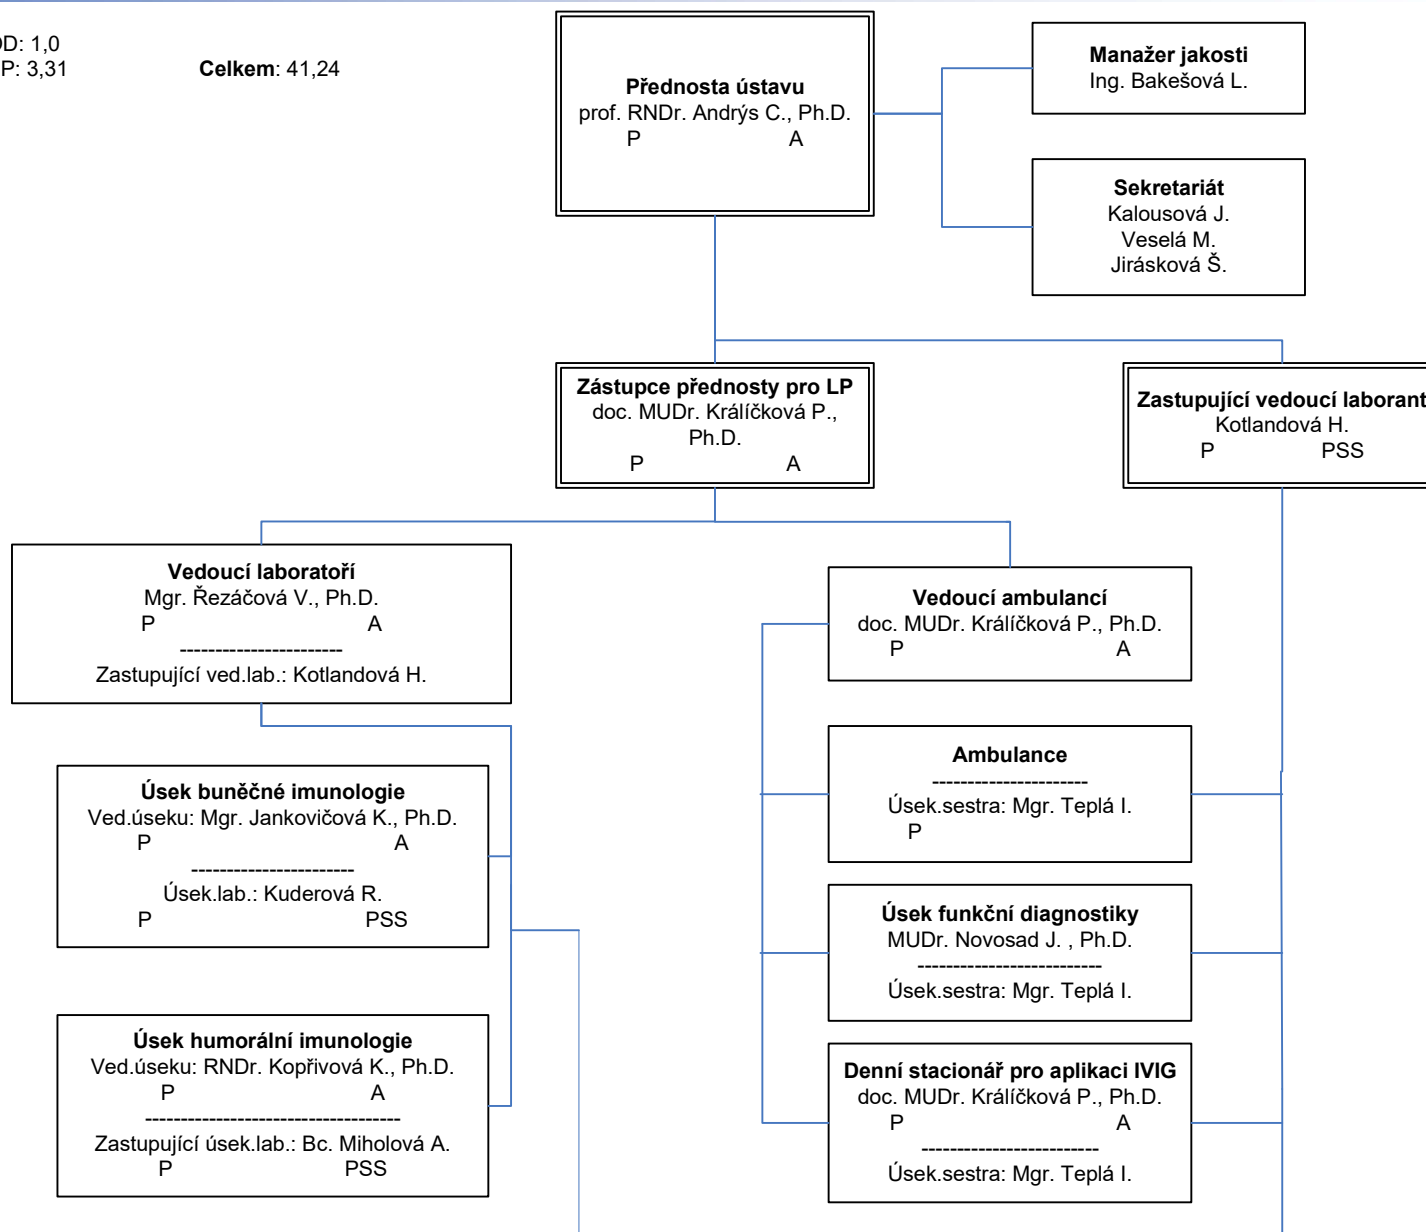 OD: 1,0
P: 3,31 Celkem: 41,24
Přednosta ústavu
prof. RNDr. Andrýs C., Ph.D.
P A
Manažer jakosti
Ing. Bakešová L.
Sekretariát
Kalousová J.
Veselá M.
Jirásková Š.
Zástupce přednosty pro LP
doc. MUDr. Králíčková P.,
Ph.D.
P A
Zastupující vedoucí laborant
Kotlandová H.
P PSS
Vedoucí laboratoří
Mgr. Řezáčová V., Ph.D.
P A
-----------------------
Zastupující ved.lab.: Kotlandová H.
Úsek buněčné imunologie
Ved.úseku: Mgr. Jankovičová K., Ph.D.
P A
-----------------------
Úsek.lab.: Kuderová R.
P PSS
Úsek humorální imunologie
Ved.úseku: RNDr. Kopřivová K., Ph.D.
P A
------------------------------------
Zastupující úsek.lab.: Bc. Miholová A.
P PSS
Vedoucí ambulancí
doc. MUDr. Králíčková P., Ph.D.
P A
Ambulance
----------------------
Úsek.sestra: Mgr. Teplá I.
P
Úsek funkční diagnostiky
MUDr. Novosad J. , Ph.D.
--------------------------
Úsek.sestra: Mgr. Teplá I.
Denní stacionář pro aplikaci IVIG
doc. MUDr. Králíčková P., Ph.D.
P A
-------------------------
Úsek.sestra: Mgr. Teplá I.